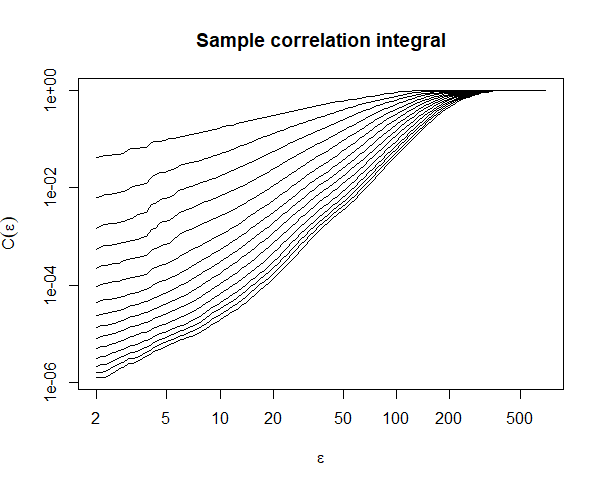 Sample correlation integral
C(ε)
1e+00
1e-02
1e-04
1e-06
2 5 10 20 50 100 200 500
ε